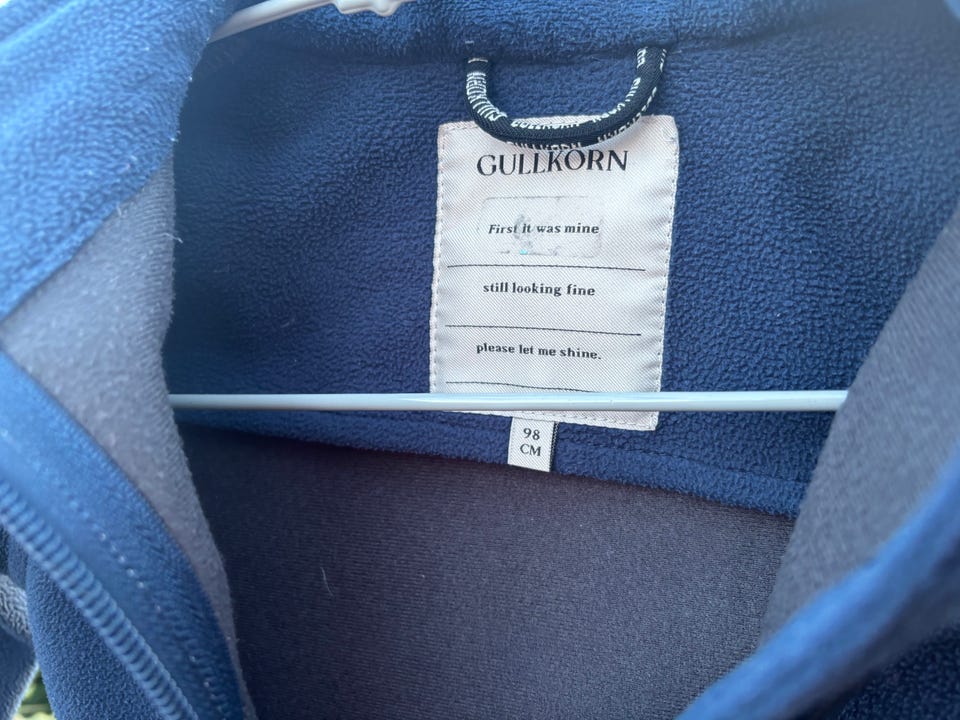 GULLKORN
First it was mine
still looking fine
please let me shine.
98
CM